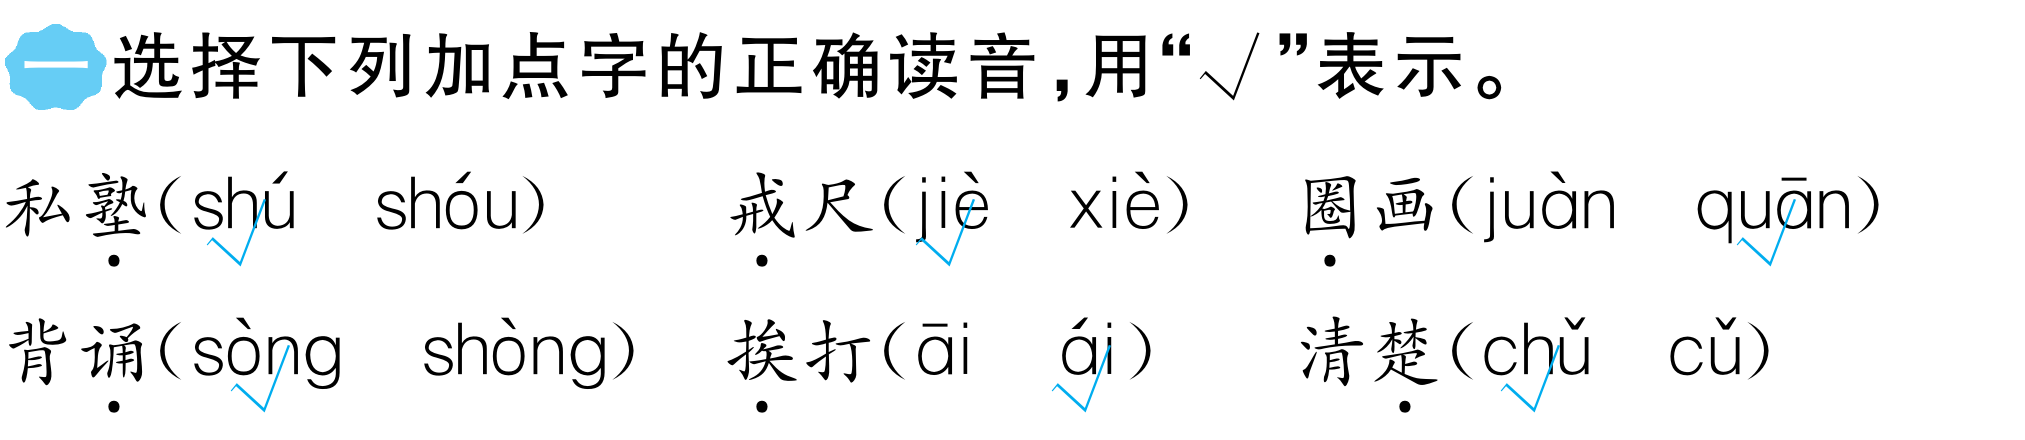 一 选择下列加点字的正确读音,用“√”表示。
私塾(shú√ shóu) 戒尺(jiè√ xiè) 圈画(juàn quān√)
背诵(sòng√ shòng) 挨打(āi ái√) 清楚(chǔ√ cǔ)